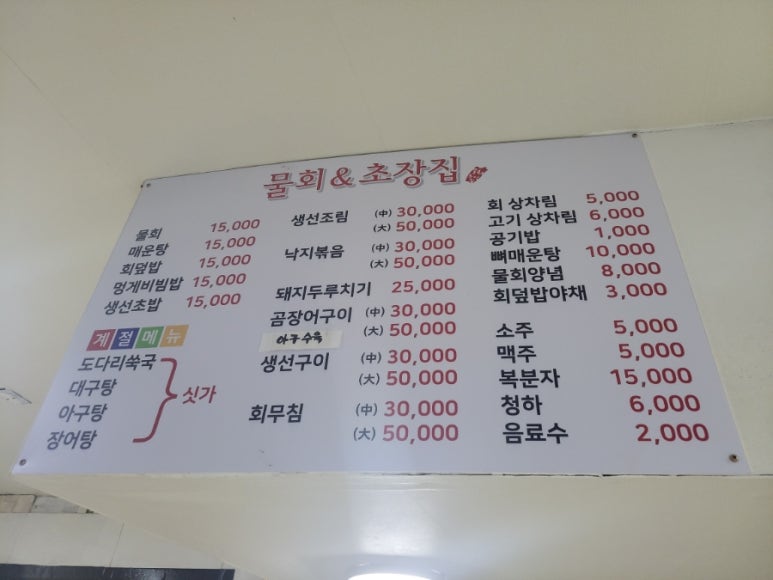 물회&초장집
물회 15,000
매운탕 15,000
회덮밥 15,000
멍게비빔밥 15,000
생선초밥 15,000
계절메뉴
도다리쑥국
대구탕
아구탕
장어탕
싯가
생선조림 (中) 30,000
(大) 50,000
낙지볶음 (中) 30,000
(大) 50,000
돼지두루치기 25,000
곰장어구이 (中) 30,000
(大) 50,000
아구수육
생선구이 (中) 30,000
(大) 50,000
회무침 (中) 30,000
(大) 50,000
회 상차림 5,000
고기 상차림 6,000
공기밥 1,000
뼈매운탕 10,000
물회양념 8,000
회덮밥야채 3,000
소주 5,000
맥주 5,000
복분자 15,000
청하 6,000
음료수 2,000